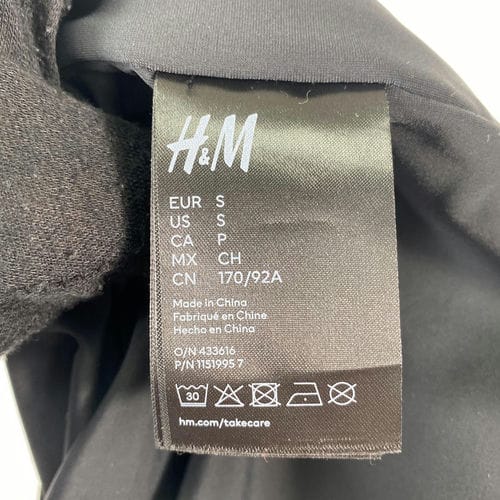 H&M
EUR S
US S
CA P
MX CH
CN 170/92A
Made in China
Fabriqué en Chine
Hecho en China
O/N 433616
P/N 1151995 7
30
hm.com/takecare